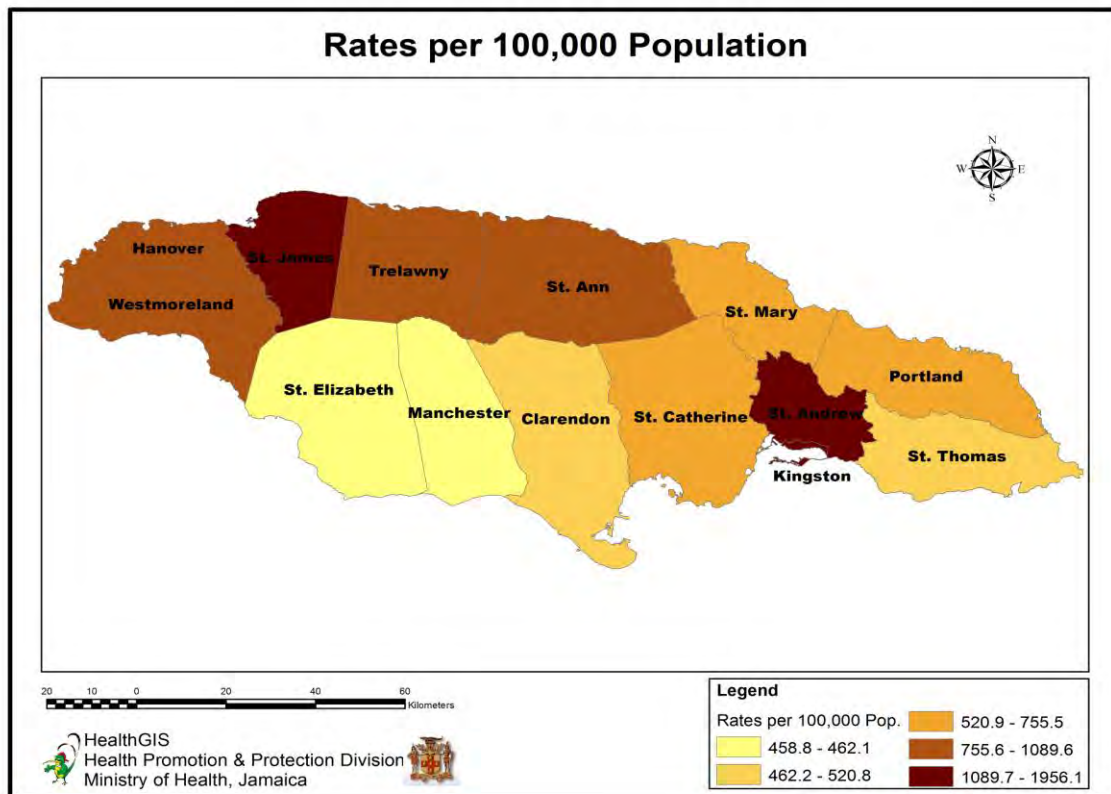 Rates per 100,000 Population
N
W E
S
Hanover
St. James
Trelawny
St. Ann
Westmoreland
St. Mary
St. Elizabeth
Manchester
Clarendon
St. Catherine
St. Andrew
Portland
St. Thomas
Kingston
20 10 0 20 40 60
Kilometers
HealthGIS
Health Promotion & Protection Division
Ministry of Health, Jamaica
Legend
Rates per 100,000 Pop.
458.8 - 462.1
462.2 - 520.8
520.9 - 755.5
755.6 - 1089.6
1089.7 - 1956.1